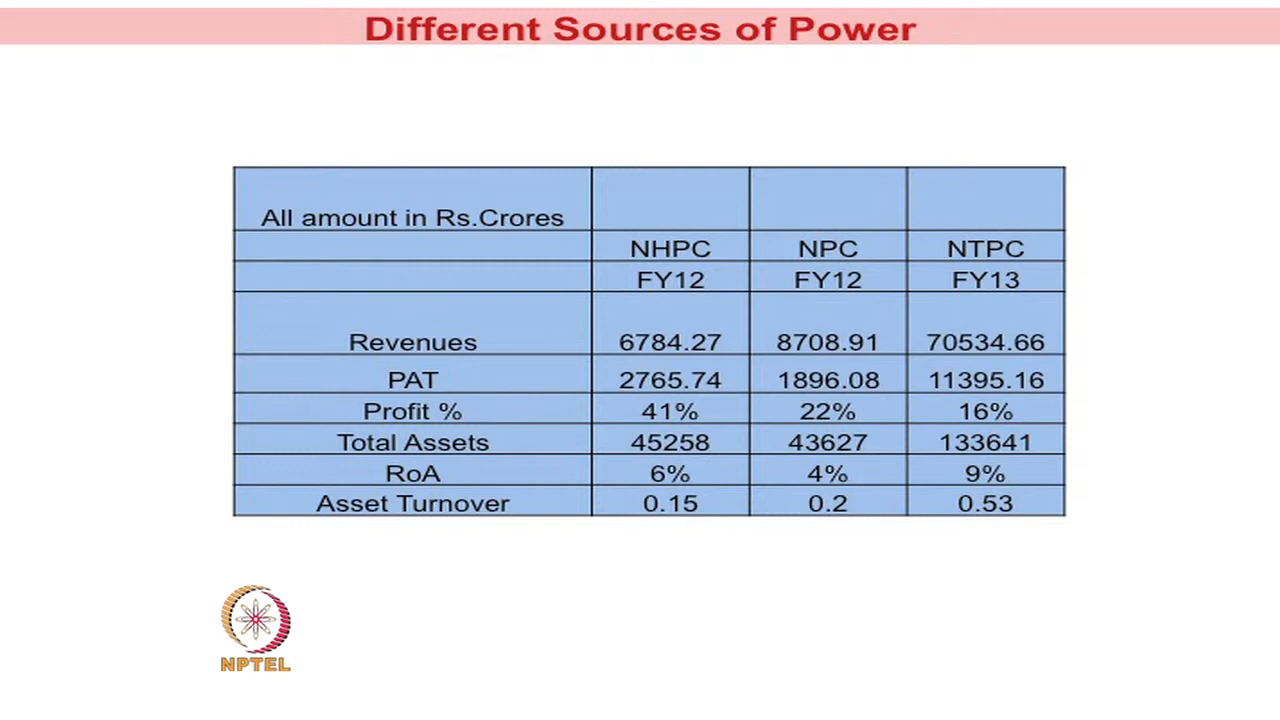 Different Sources of Power
All amount in Rs.Crores
NHPC NPC NTPC
FY12 FY12 FY13
Revenues 6784.27 8708.91 70534.66
PAT 2765.74 1896.08 11395.16
Profit % 41% 22% 16%
Total Assets 45258 43627 133641
RoA 6% 4% 9%
Asset Turnover 0.15 0.2 0.53
NPTEL